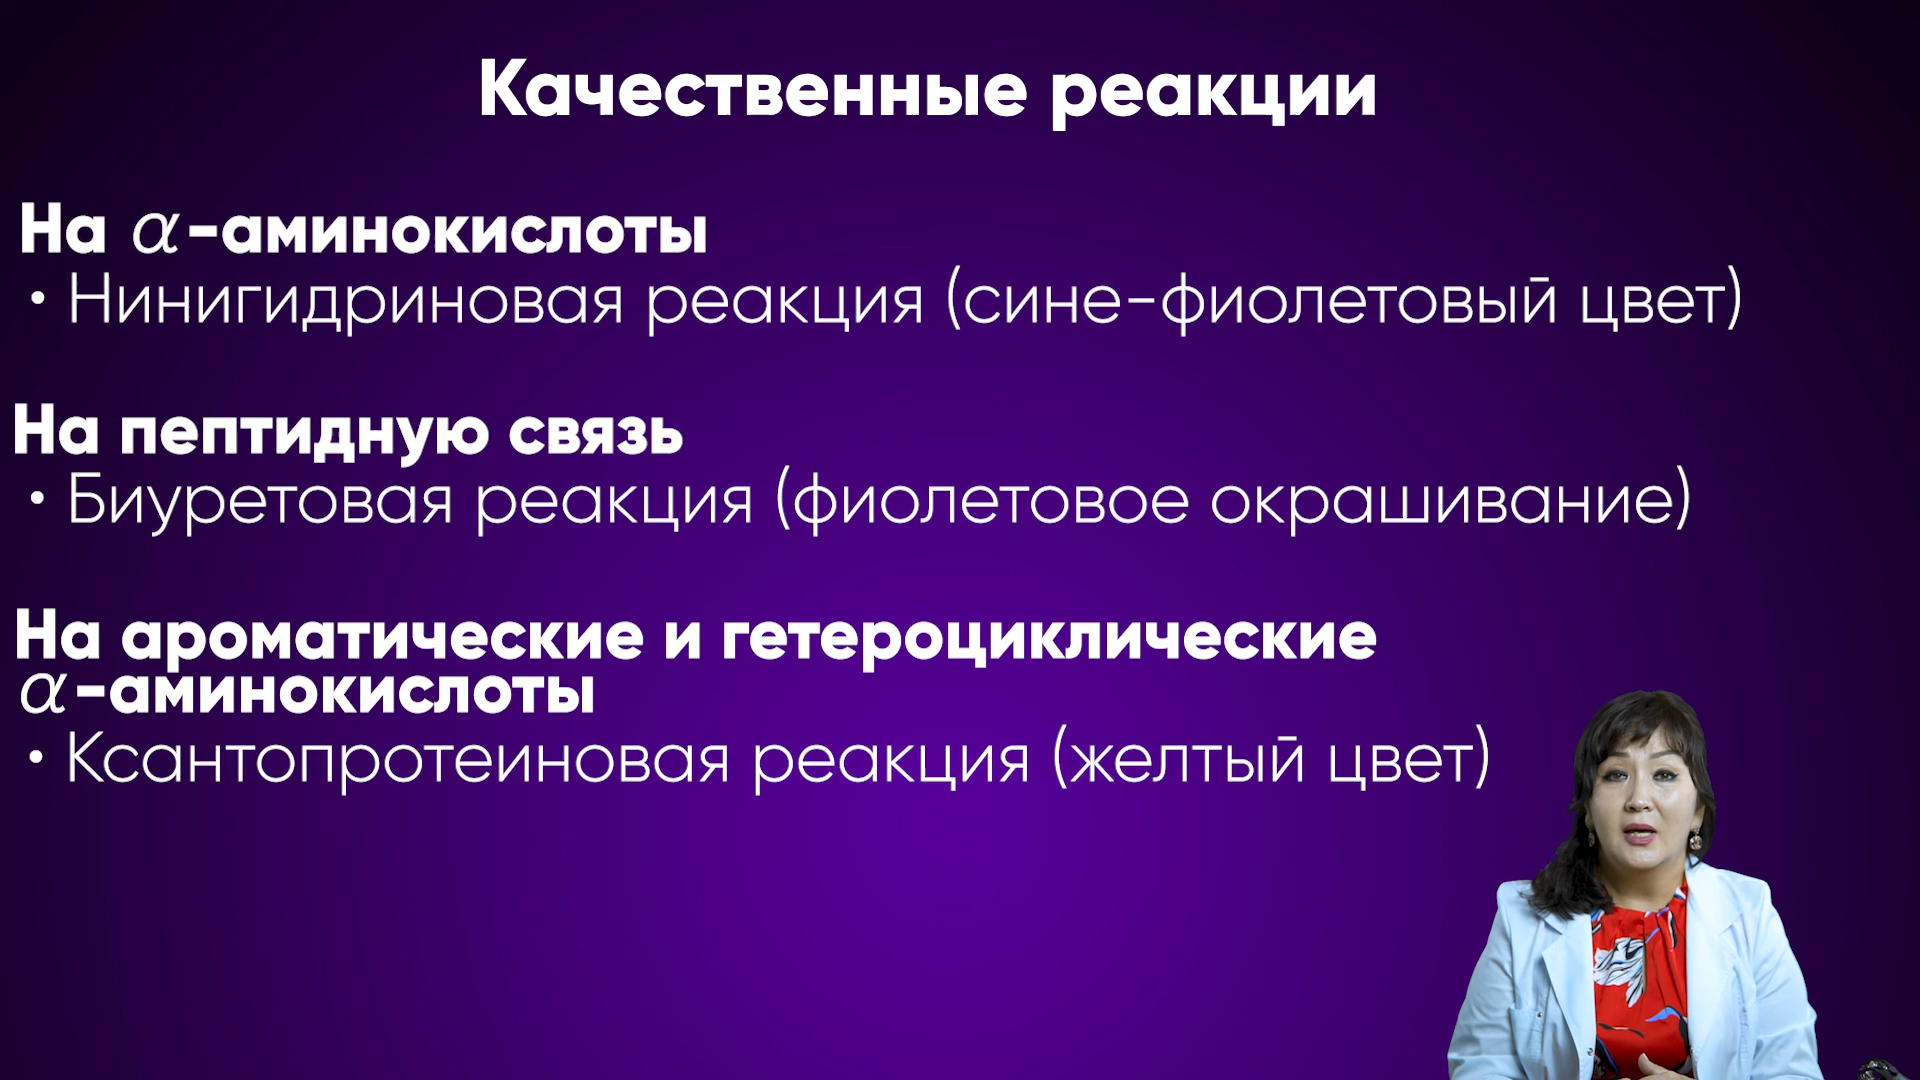 Качественные реакции
На α-аминокислоты
• Нинигидриновая реакция (сине-фиолетовый цвет)
На пептидную связь
• Биуретовая реакция (фиолетовое окрашивание)
На ароматические и гетероциклические
α-аминокислоты
• Ксантопротеиновая реакция (желтый цвет)